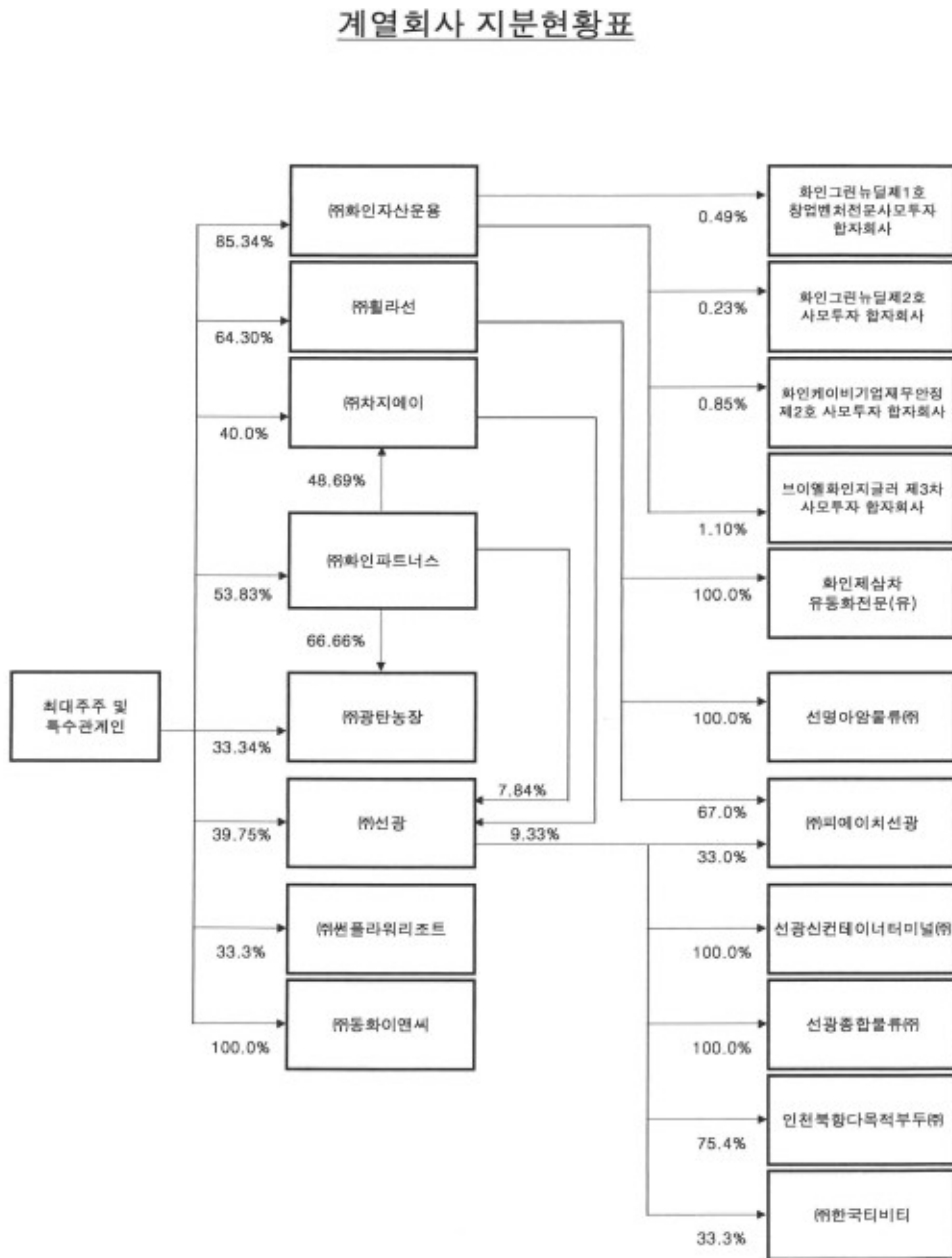 계열회사 지분현황표
㈜화인자산운용
85.34%
㈜휠라선
64.30%
㈜차지에이
40.0%
48.69%
㈜화인파트너스
53.83%
66.66%
최대주주 및
특수관계인
㈜광탄농장
33.34%
㈜선광
7.84%
39.75%
9.33%
㈜썬플라워리조트
33.3%
㈜동화이앤씨
100.0%
화인그린뉴딜제1호
창업벤처전문사모투자
합자회사
0.49%
화인그린뉴딜제2호
사모투자 합자회사
0.23%
화인케이비기업재무안정
제2호 사모투자 합자회사
0.85%
브이엘화인지글러 제3차
사모투자 합자회사
1.10%
화인제삼차
유동화전문(유)
100.0%
선명아암물류㈜
100.0%
㈜피에이치선광
67.0%
33.0%
선광신컨테이너터미널㈜
100.0%
선광종합물류㈜
100.0%
인천북항다목적부두㈜
75.4%
㈜한국티비티
33.3%